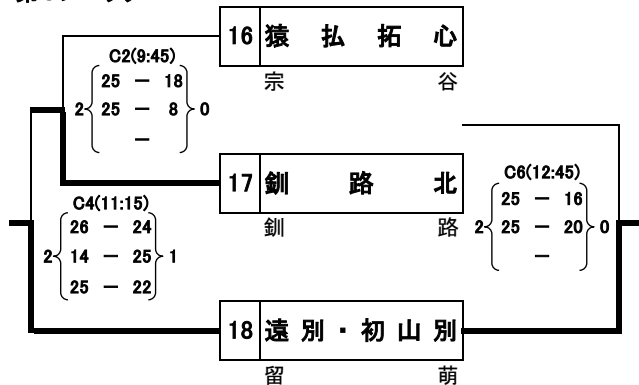 16 猿払拓心
宗谷
C2(9:45)
25 － 18
2 25 － 8 0
－
17 釧路北
釧路
C4(11:15)
26 － 24
2 14 － 25 1
25 － 22
C6(12:45)
25 － 16
2 25 － 20 0
－
18 遠別・初山別
留萌